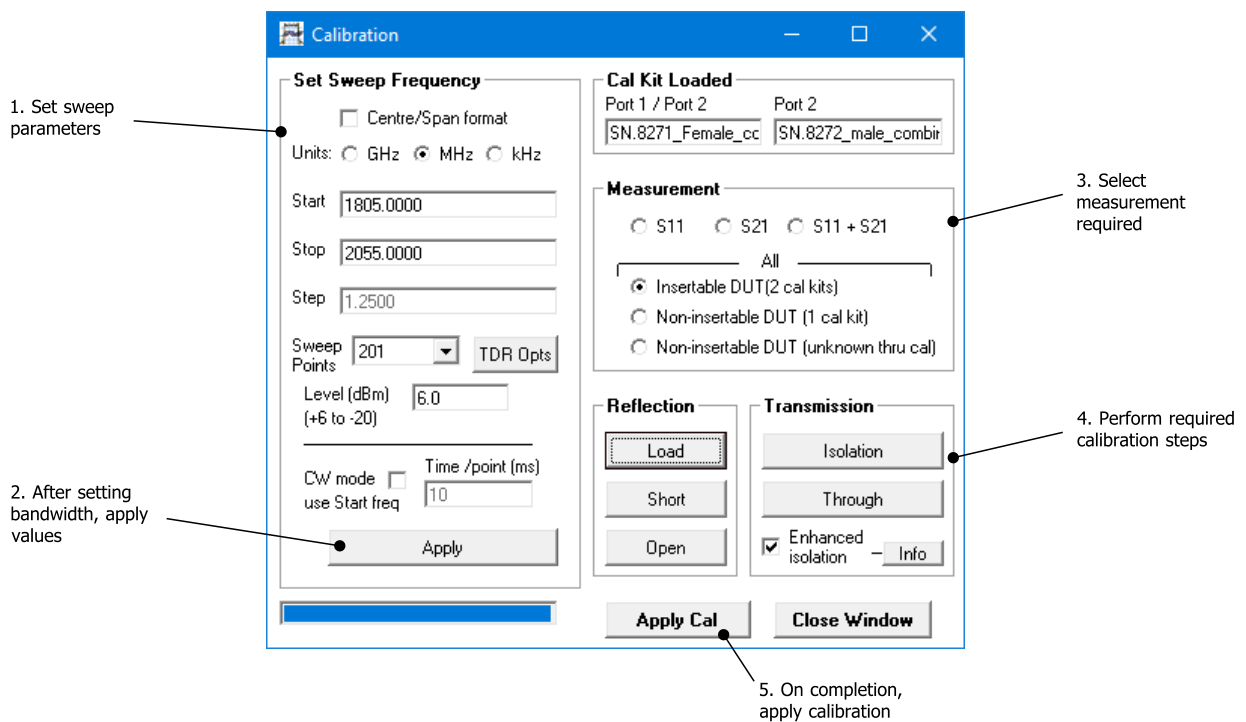 Calibration
1. Set sweep
parameters
Set Sweep Frequency
Centre/Span format
Units: GHz MHz kHz
Start 1805.0000
Stop 2055.0000
Step 1.2500
Sweep
Points 201 TDR Opts
Level (dBm)
(+6 to -20) 6.0
CW mode
use Start freq
Time /point (ms)
10
2. After setting
bandwidth, apply
values
Apply
Cal Kit Loaded
Port 1 / Port 2 Port 2
SN.8271_Female_cc SN.8272_male_combir
Measurement
S11 S21 S11 + S21
All
Insertable DUT(2 cal kits)
Non-insertable DUT (1 cal kit)
Non-insertable DUT (unknown thru cal)
3. Select
measurement
required
Reflection
Load
Short
Open
Transmission
Isolation
Through
Enhanced
isolation
Info
4. Perform required
calibration steps
Apply Cal Close Window
5. On completion,
apply calibration